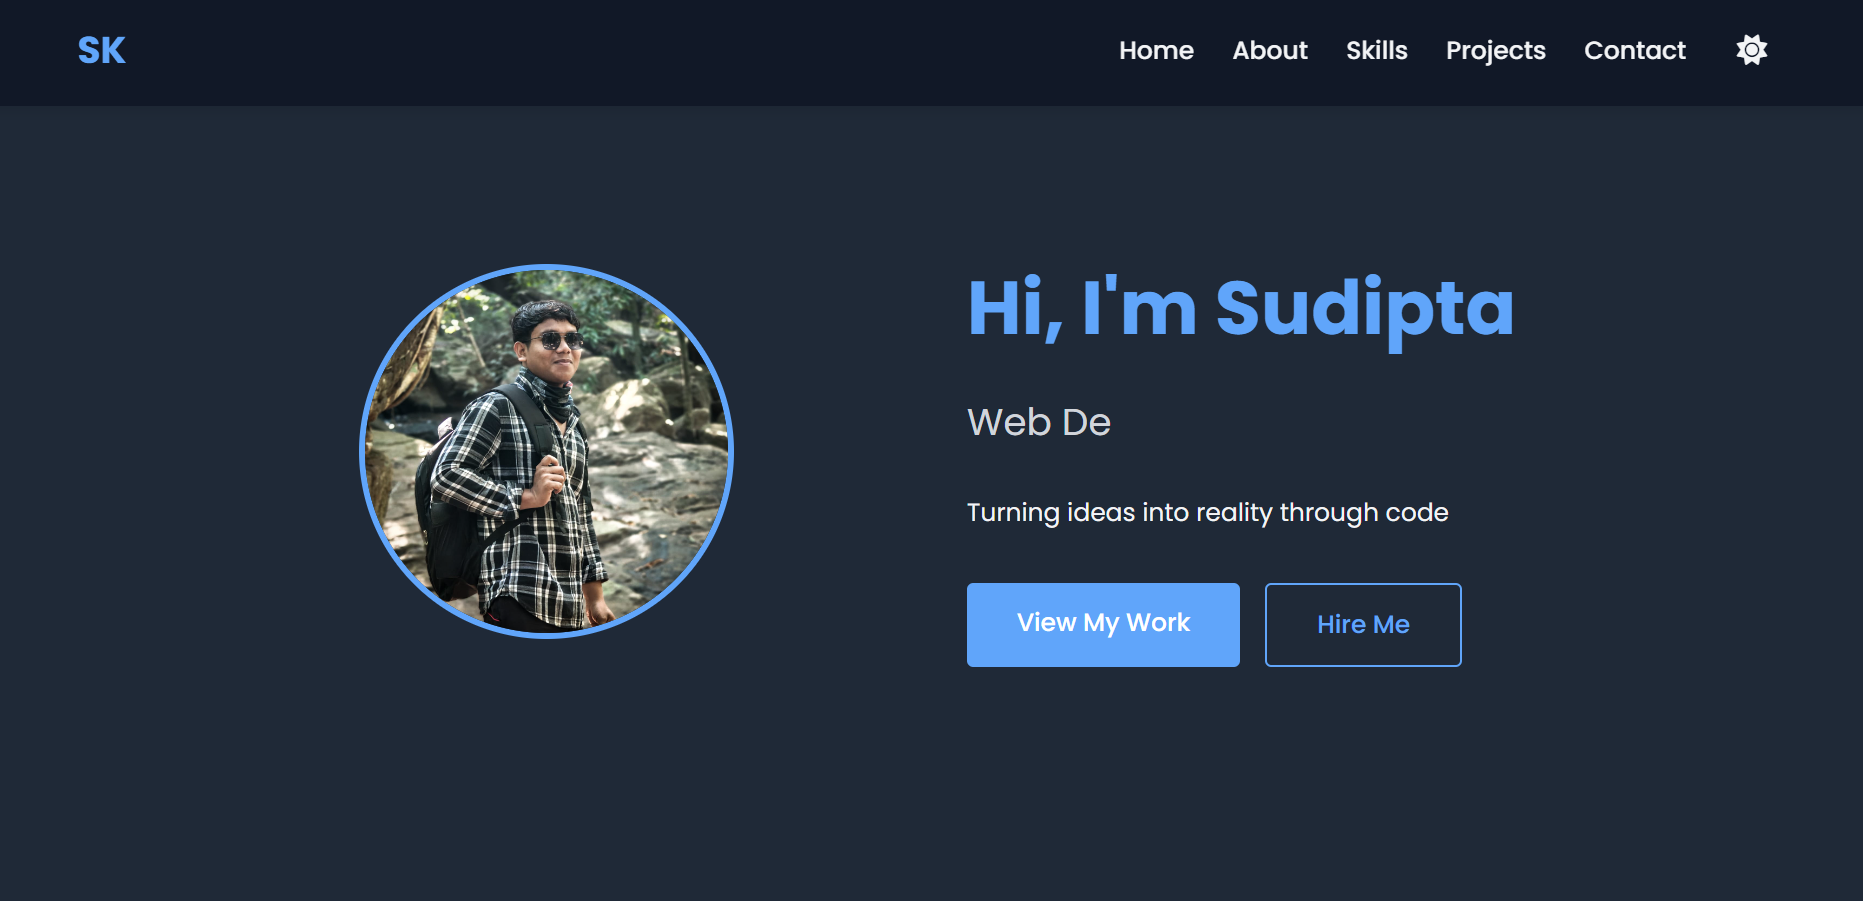 SK
Home About Skills Projects Contact
Hi, I'm Sudipta
Web De
Turning ideas into reality through code
View My Work Hire Me